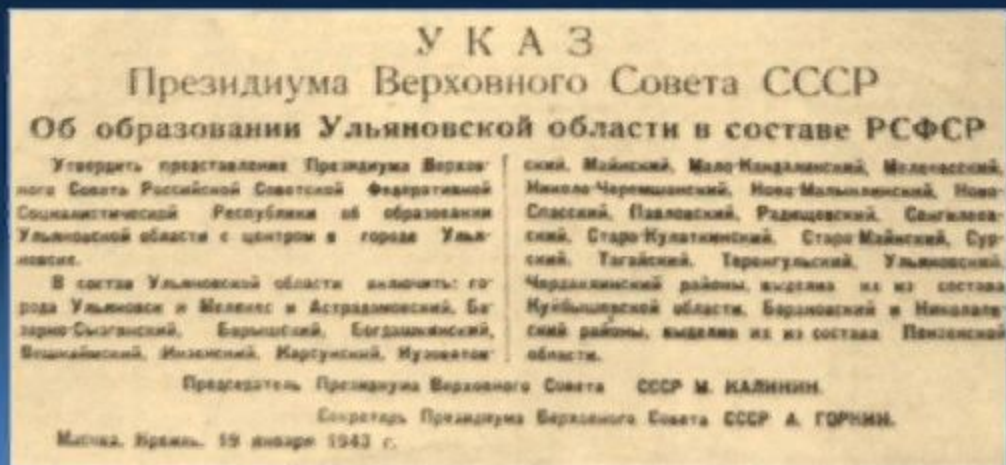 УКАЗ
Президиума Верховного Совета СССР
Об образовании Ульяновской области в составе РСФСР
Утвердить представление Президиума Верхов-
ного Совета Российской Советской Федеративной
Социалистической Республики об образовании
Ульяновской области с центром в городе Улья-
новске.
В состав Ульяновской области включить: го-
рода Ульяновск и Мелекес и Астрадамовский, Ба-
зарно-Сызганский, Барышский, Богдашкинский,
Вешкаймский, Инзенский, Карсунский, Кузоватов-
ский, Майнский, Мало-Кандалинский, Мелекесский,
Николо-Черемшанский, Ново-Малыклинский, Ново-
Спасский, Павловский, Радищевский, Сенгилеев-
ский, Старо-Кулаткинский, Старо-Майнский, Сур-
ский, Тагайский, Теренгульский, Ульяновский,
Чердаклинский районы, выделив их из состава
Куйбышевской области, Барановский и Николаев-
ский районы, выделив их из состава Пензенской
области.
Председатель Президиума Верховного Совета СССР М. КАЛИНИН.
Секретарь Президиума Верховного Совета СССР А. ГОРКИН.
Москва, Кремль. 19 января 1943 г.